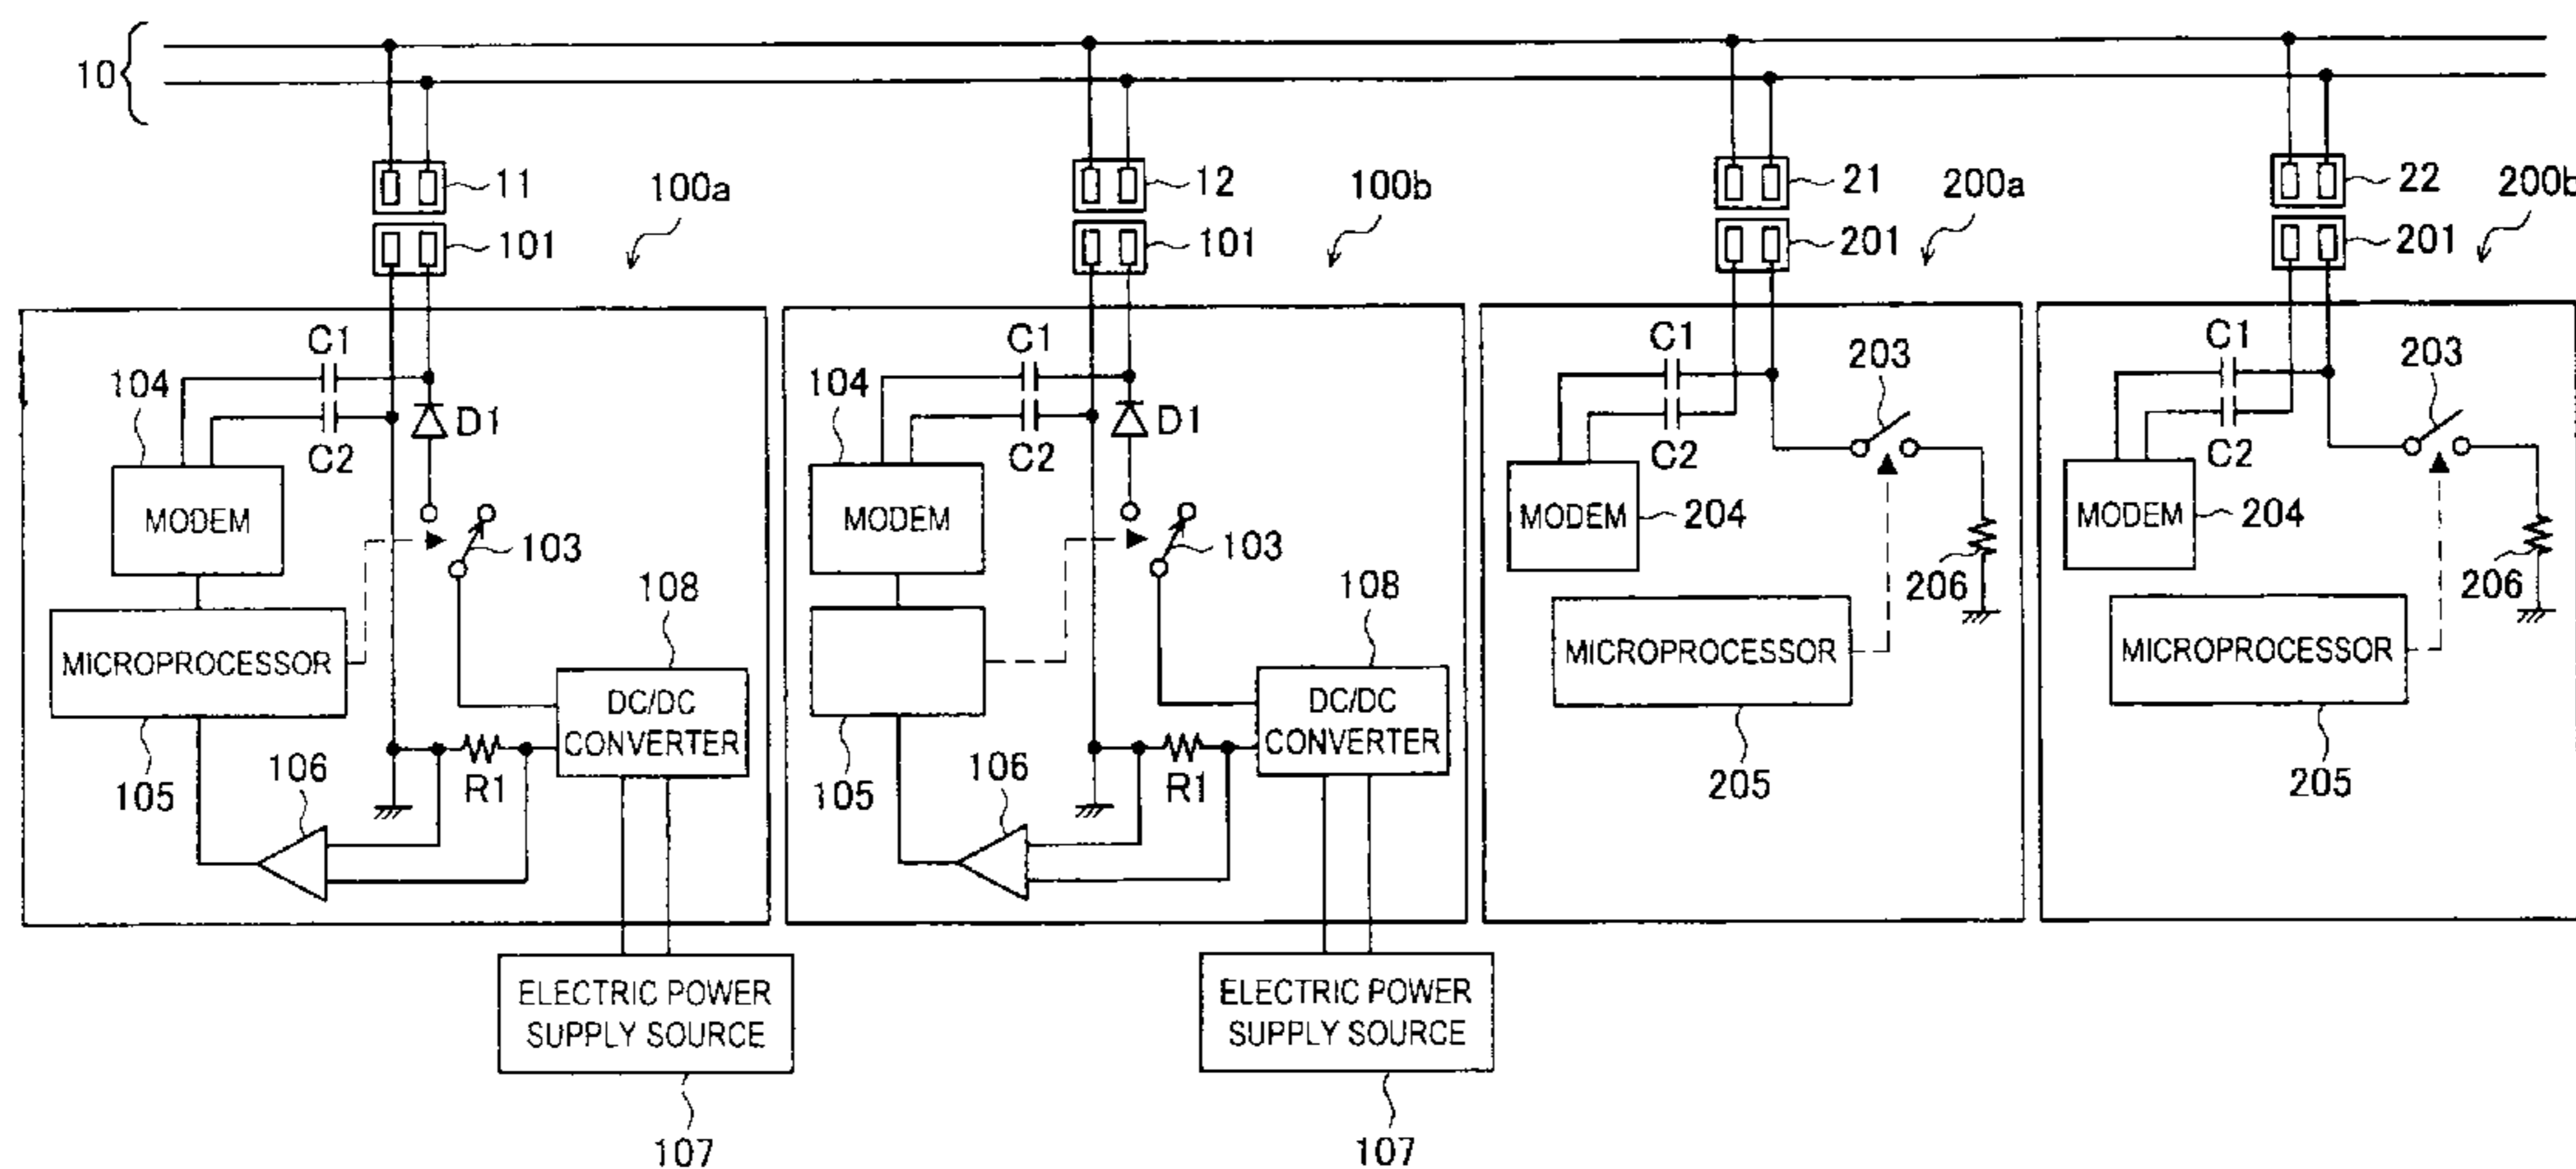 10
11
100a
12
100b
21
200a
22
200b
101
101
201
201
C1
C1
C1
C1
104
D1
C2
104
D1
C2
203
C2
203
C2
MODEM
103
MODEM
103
MODEM
204
MODEM
204
108
108
206
206
MICROPROCESSOR
DC/DC
CONVERTER
DC/DC
CONVERTER
MICROPROCESSOR
MICROPROCESSOR
105
106
R1
105
106
R1
205
205
ELECTRIC POWER
SUPPLY SOURCE
ELECTRIC POWER
SUPPLY SOURCE
107
107